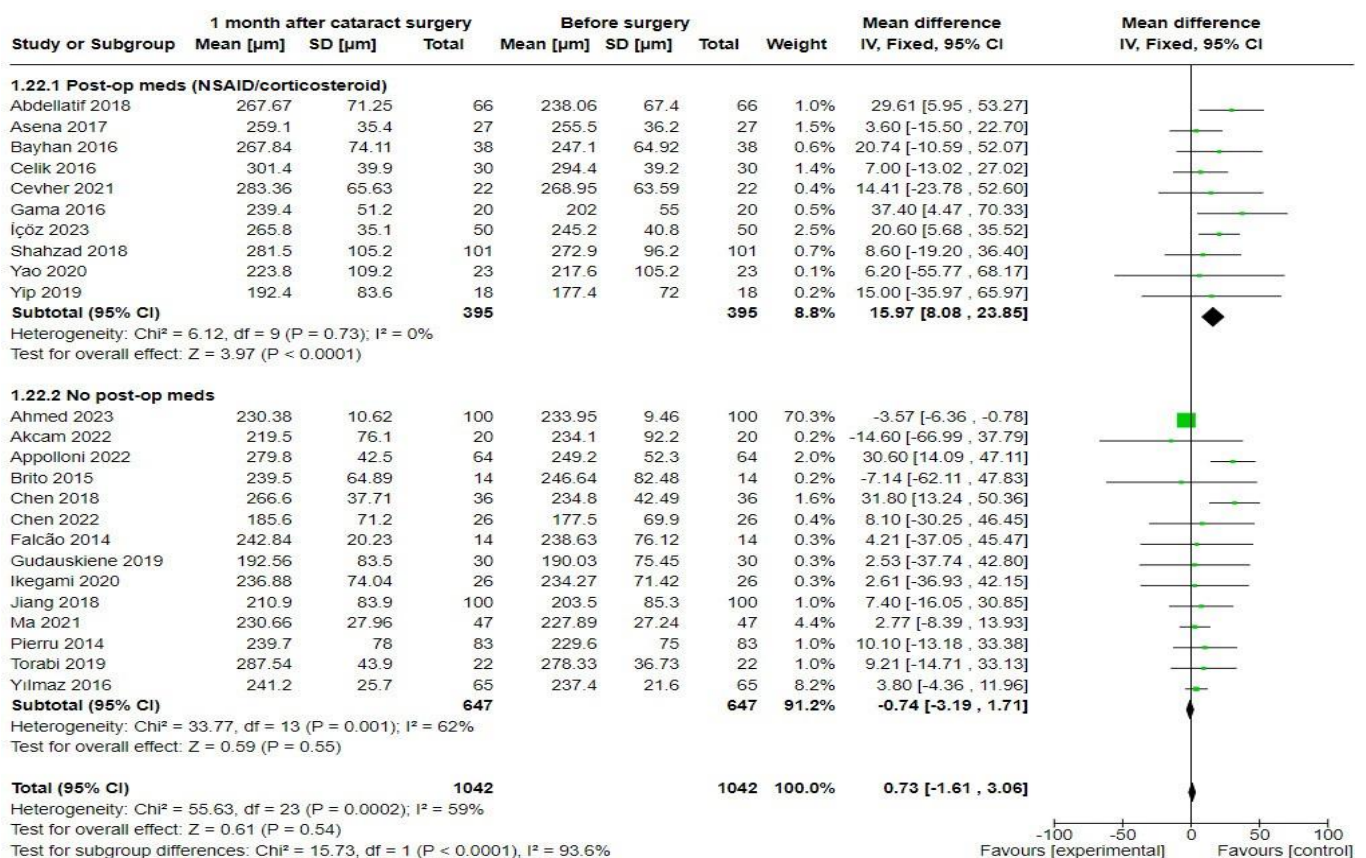 1 month after cataract surgery Before surgery Mean difference Mean difference
Study or Subgroup Mean [µm] SD [µm] Total Mean [µm] SD [µm] Total Weight IV, Fixed, 95% CI IV, Fixed, 95% CI
1.22.1 Post-op meds (NSAID/corticosteroid)
Abdellatif 2018 267.67 71.25 66 238.06 67.4 66 1.0% 29.61 [5.95 , 53.27]
Asena 2017 259.1 35.4 27 255.5 36.2 27 1.5% 3.60 [-15.50 , 22.70]
Bayhan 2016 267.84 74.11 38 247.1 64.92 38 0.6% 20.74 [-10.59 , 52.07]
Celik 2016 301.4 39.9 30 294.4 39.2 30 1.4% 7.00 [-13.02 , 27.02]
Cevher 2021 283.36 65.63 22 268.95 63.59 22 0.4% 14.41 [-23.78 , 52.60]
Gama 2016 239.4 51.2 20 202 55 20 0.5% 37.40 [4.47 , 70.33]
İçöz 2023 265.8 35.1 50 245.2 40.8 50 2.5% 20.60 [5.68 , 35.52]
Shahzad 2018 281.5 105.2 101 272.9 96.2 101 0.7% 8.60 [-19.20 , 36.40]
Yao 2020 223.8 109.2 23 217.6 105.2 23 0.1% 6.20 [-55.77 , 68.17]
Yip 2019 192.4 83.6 18 177.4 72 18 0.2% 15.00 [-35.97 , 65.97]
Subtotal (95% CI) 395 395 8.8% 15.97 [8.08 , 23.85]
Heterogeneity: Chi² = 6.12, df = 9 (P = 0.73); I² = 0%
Test for overall effect: Z = 3.97 (P < 0.0001)
1.22.2 No post-op meds
Ahmed 2023 230.38 10.62 100 233.95 9.46 100 70.3% -3.57 [-6.36 , -0.78]
Akcam 2022 219.5 76.1 20 234.1 92.2 20 0.2% -14.60 [-66.99 , 37.79]
Appolloni 2022 279.8 42.5 64 249.2 52.3 64 2.0% 30.60 [14.09 , 47.11]
Brito 2015 239.5 64.89 14 246.64 82.48 14 0.2% -7.14 [-62.11 , 47.83]
Chen 2018 266.6 37.71 36 234.8 42.49 36 1.6% 31.80 [13.24 , 50.36]
Chen 2022 185.6 71.2 26 177.5 69.9 26 0.4% 8.10 [-30.25 , 46.45]
Falcão 2014 242.84 20.23 14 238.63 76.12 14 0.3% 4.21 [-37.05 , 45.47]
Gudauskiene 2019 192.56 83.5 30 190.03 75.45 30 0.3% 2.53 [-37.74 , 42.80]
Ikegami 2020 236.88 74.04 26 234.27 71.42 26 0.3% 2.61 [-36.93 , 42.15]
Jiang 2018 210.9 83.9 100 203.5 85.3 100 1.0% 7.40 [-16.05 , 30.85]
Ma 2021 230.66 27.96 47 227.89 27.24 47 4.4% 2.77 [-8.39 , 13.93]
Pierru 2014 239.7 78 83 229.6 75 83 1.0% 10.10 [-13.18 , 33.38]
Torabi 2019 287.54 43.9 22 278.33 36.73 22 1.0% 9.21 [-14.71 , 33.13]
Yılmaz 2016 241.2 25.7 65 237.4 21.6 65 8.2% 3.80 [-4.36 , 11.96]
Subtotal (95% CI) 647 647 91.2% -0.74 [-3.19 , 1.71]
Heterogeneity: Chi² = 33.77, df = 13 (P = 0.001); I² = 62%
Test for overall effect: Z = 0.59 (P = 0.55)
Total (95% CI) 1042 1042 100.0% 0.73 [-1.61 , 3.06]
Heterogeneity: Chi² = 55.63, df = 23 (P = 0.0002); I² = 59%
Test for overall effect: Z = 0.61 (P = 0.54)
Test for subgroup differences: Chi² = 15.73, df = 1 (P < 0.0001), I² = 93.6%
-100 -50 0 50 100
Favours [experimental] Favours [control]